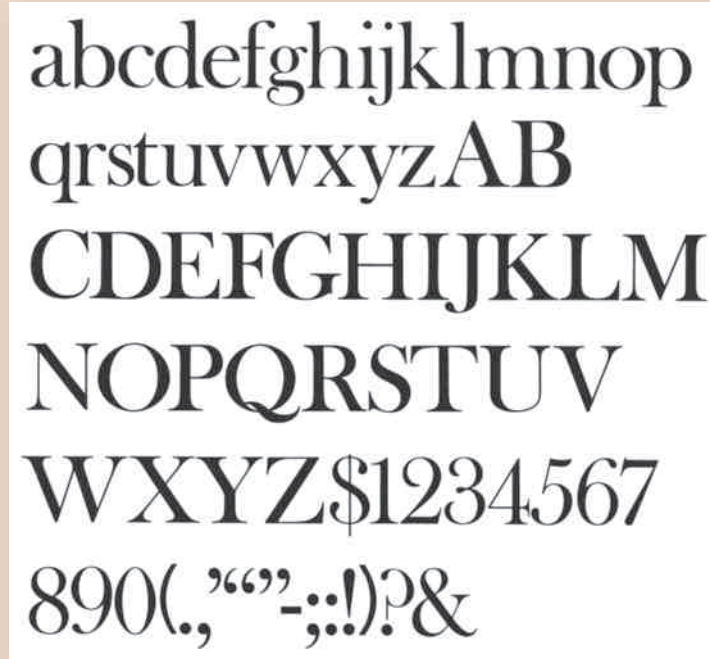 abcdefghijklmnop
qrstuvwxyzAB
CDEFGHIJKLM
NOPQRSTUV
WXYZ$1234567
890(.,’“”-;:!)?&